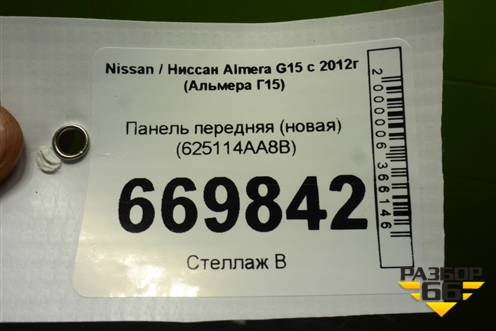 Nissan / Ниссан Almera G15 с 2012г
(Альмера Г15)
Панель передняя (новая)
(625114AA8B)
669842
Стеллаж В
2000006366146
РАЗБОР
66